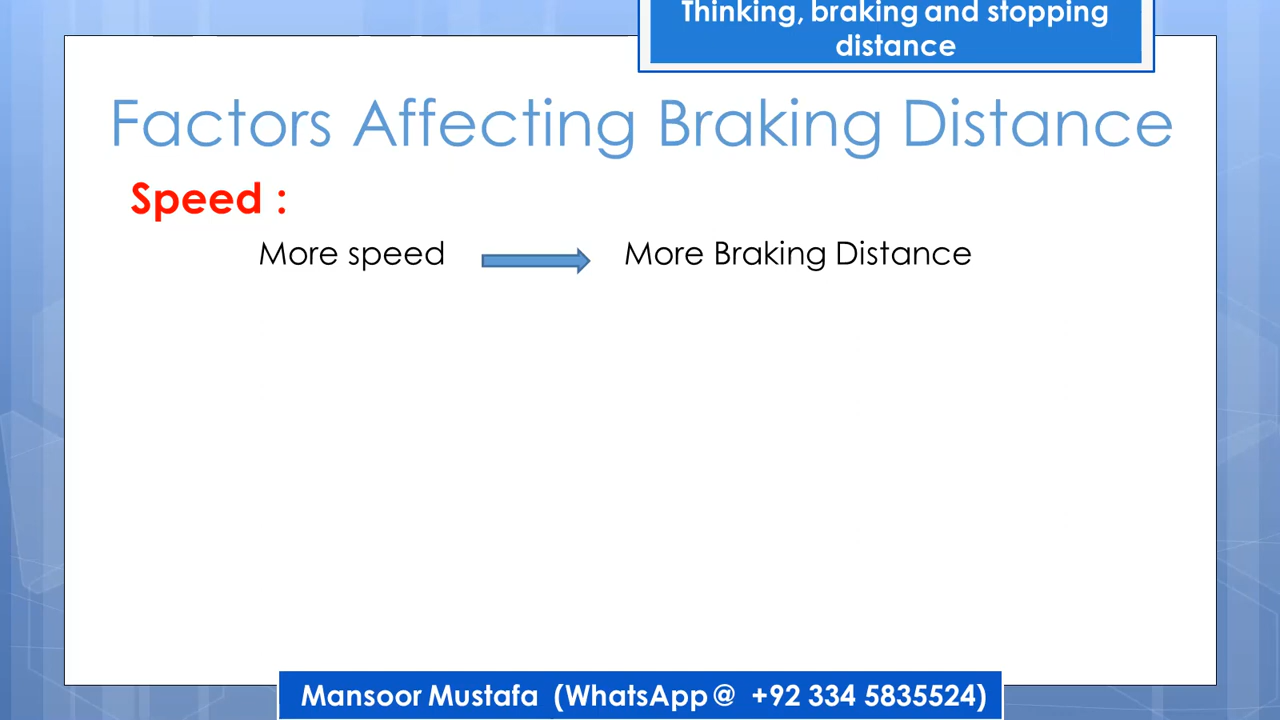 Thinking, braking and stopping
distance
Factors Affecting Braking Distance
Speed :
More speed More Braking Distance
Mansoor Mustafa (WhatsApp@ +92 334 5835524)